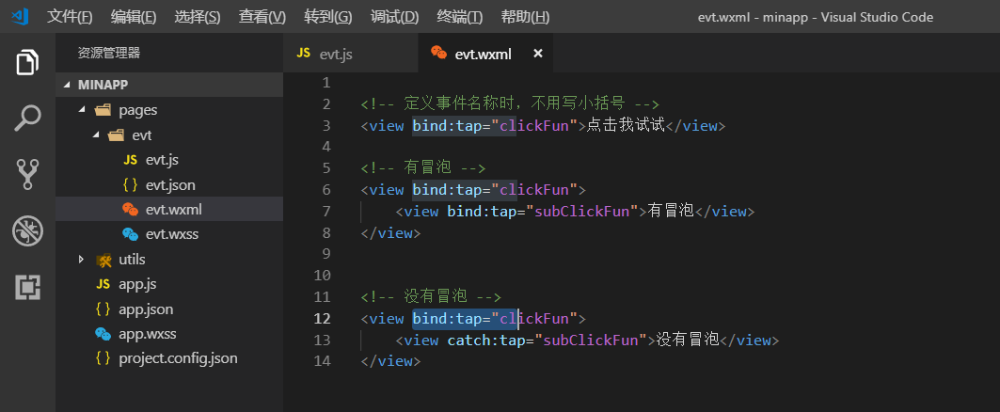 文件(F) 编辑(E) 选择(S) 查看(V) 转到(G) 调试(D) 终端(T) 帮助(H) evt.wxml - minapp - Visual Studio Code
资源管理器
MINAPP
pages
evt
JS evt.js
{ } evt.json
evt.wxml
evt.wxss
utils
JS app.js
{ } app.json
app.wxss
{ } project.config.json
JS evt.js evt.wxml ×
1
2 <!-- 定义事件名称时，不用写小括号 -->
3 <view bind:tap="clickFun">点击我试试</view>
4
5 <!-- 有冒泡 -->
6 <view bind:tap="clickFun">
7 <view bind:tap="subClickFun">有冒泡</view>
8 </view>
9
10
11 <!-- 没有冒泡 -->
12 <view bind:tap="clickFun">
13 <view catch:tap="subClickFun">没有冒泡</view>
14 </view>